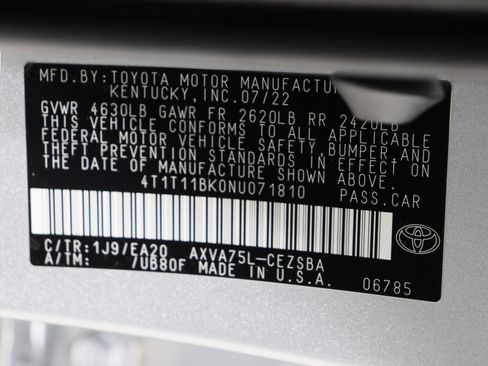 MFD.BY:TOYOTA MOTOR MANUFACTUR
KENTUCKY, INC.07/22
GVWR 4630LB GAWR FR 2620LB RR 2420LB
THIS VEHICLE CONFORMS TO ALL APPLICABLE
FEDERAL MOTOR VEHICLE SAFETY, BUMPER, AND
THEFT PREVENTION STANDARDS IN EFFECT ON
THE DATE OF MANUFACTURE SHOWN ABOVE.
4T1T11BK0NU071810 PASS.CAR
C/TR:1J9/EA20 AXVA75L-CEZSBA
A/TM: /UB80F MADE IN U.S.A. 06785